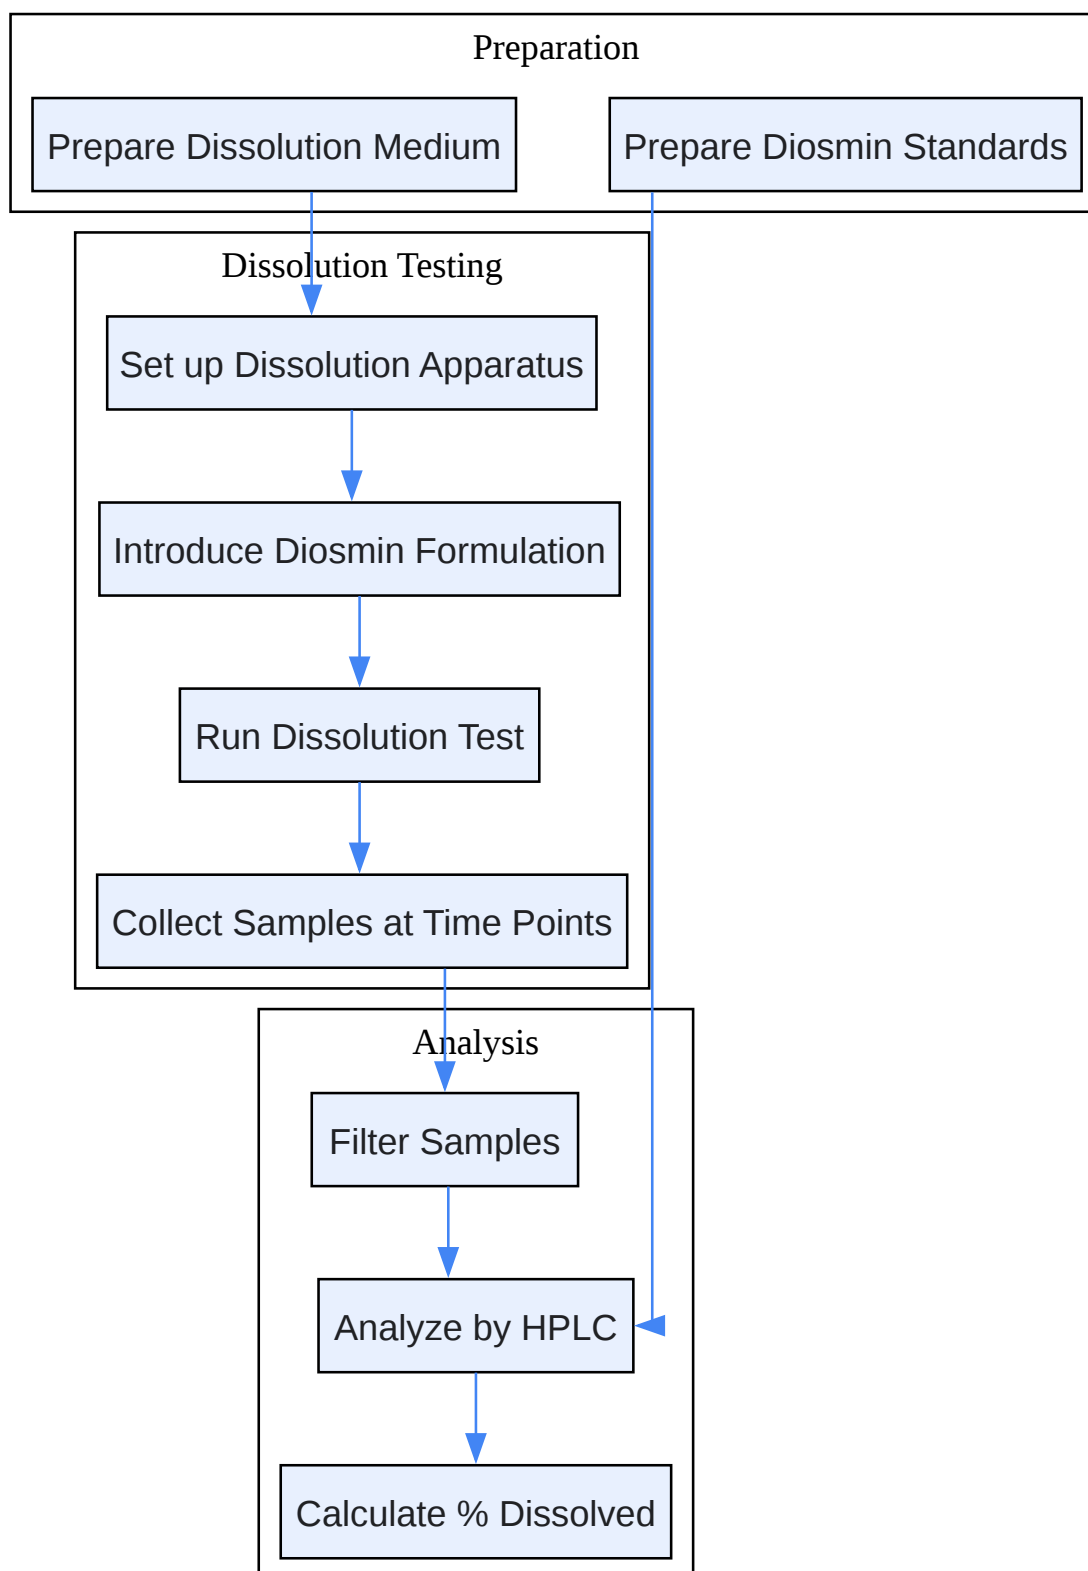 Preparation
Prepare Dissolution Medium
Prepare Diosmin Standards
Dissolution Testing
Set up Dissolution Apparatus
Introduce Diosmin Formulation
Run Dissolution Test
Collect Samples at Time Points
Analysis
Filter Samples
Analyze by HPLC
Calculate % Dissolved